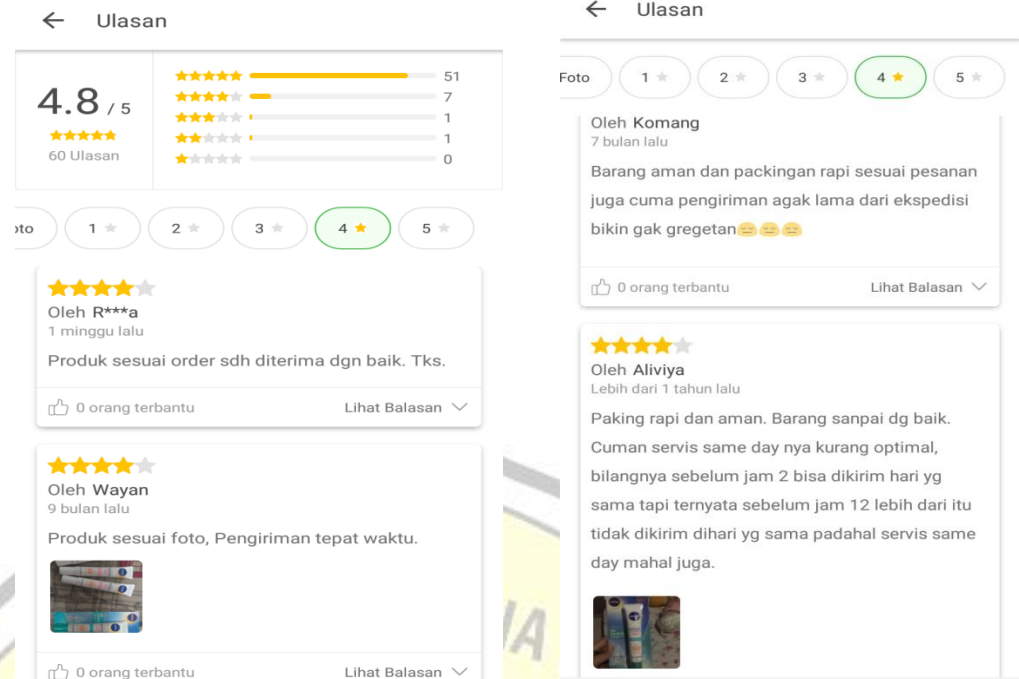 Ulasan
4.8 / 5
60 Ulasan
51
7
1
1
0
oto
1
2
3
4
5
Oleh R***a
1 minggu lalu
Produk sesuai order sdh diterima dgn baik. Tks.
0 orang terbantu
Lihat Balasan
Oleh Wayan
9 bulan lalu
Produk sesuai foto, Pengiriman tepat waktu.
0 orang terbantu
Lihat Balasan
Ulasan
Foto
1
2
3
4
5
Oleh Komang
7 bulan lalu
Barang aman dan packingan rapi sesuai pesanan
juga cuma pengiriman agak lama dari ekspedisi
bikin gak gregetan😑😑😑
0 orang terbantu
Lihat Balasan
Oleh Aliviya
Lebih dari 1 tahun lalu
Paking rapi dan aman. Barang sanpai dg baik.
Cuman servis same day nya kurang optimal,
bilangnya sebelum jam 2 bisa dikirim hari yg
sama tapi ternyata sebelum jam 12 lebih dari itu
tidak dikirim dihari yg sama padahal servis same
day mahal juga.